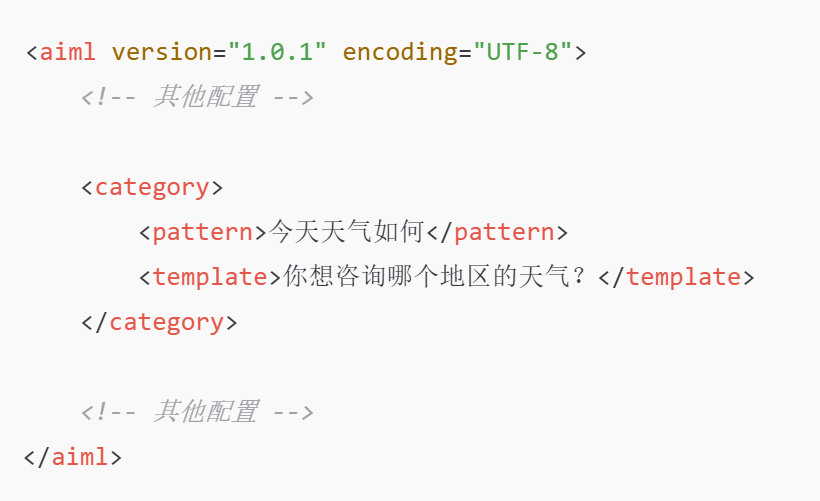 <aiml version="1.0.1" encoding="UTF-8">
<!-- 其他配置 -->
<category>
<pattern>今天天气如何</pattern>
<template>你想咨询哪个地区的天气？</template>
</category>
<!-- 其他配置 -->
</aiml>